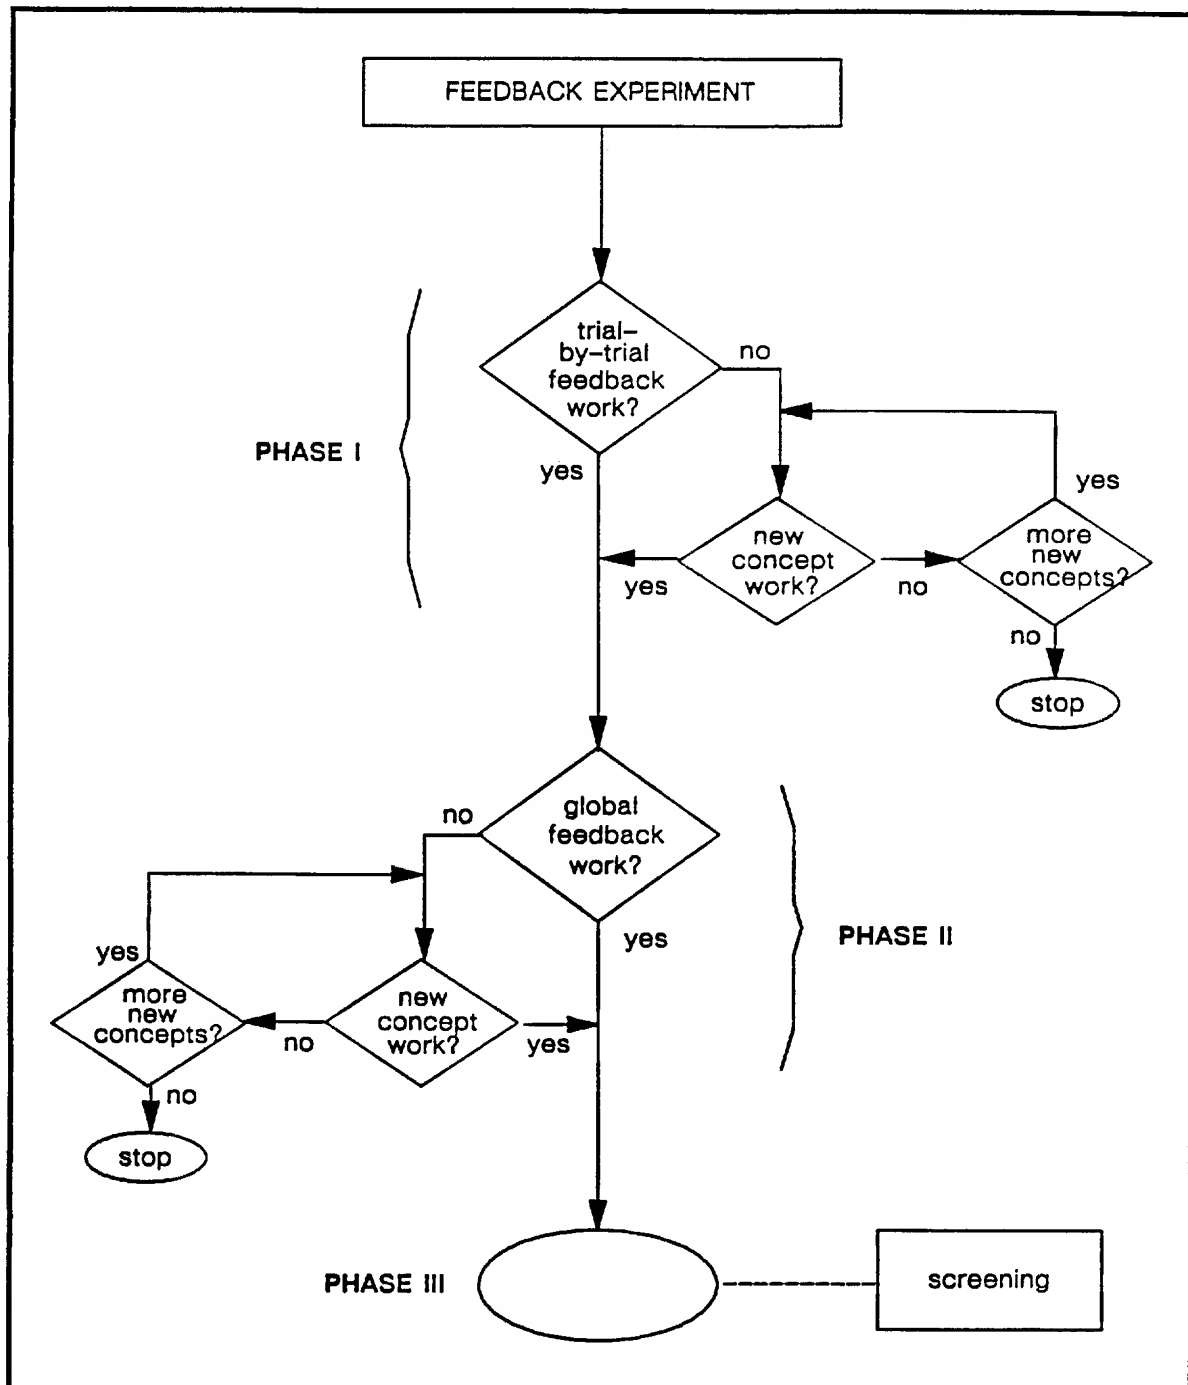 FEEDBACK EXPERIMENT
trial–
by–trial
feedback
work?
no
yes
PHASE I
yes
new
concept
work?
yes
no
more
new
concepts?
no
stop
global
feedback
work?
no
yes
PHASE II
yes
more
new
concepts?
no
new
concept
work?
yes
no
stop
PHASE III
screening